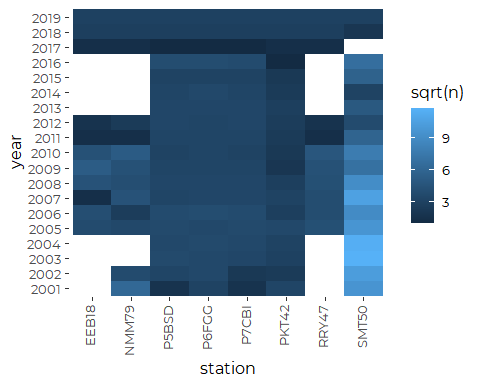 2019
2018
2017
2016
2015
2014
2013
2012
2011
2010
2009
2008
2007
2006
2005
2004
2003
2002
2001
year
EEB18
NMM79
P5BSD
P6FGG
P7CBI
PKT42
RRY47
SMT50
station
sqrt(n)
9
6
3